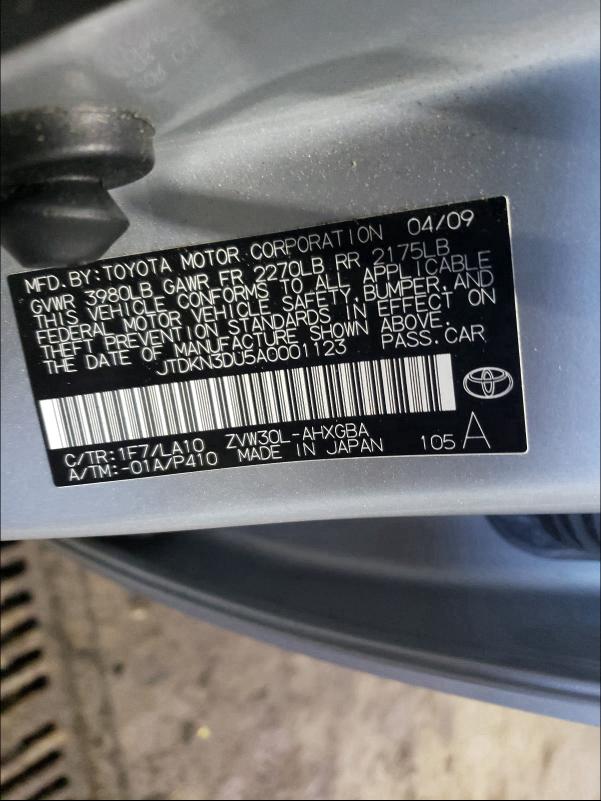 MFD. BY: TOYOTA MOTOR CORPORATION 04/09
GVWR 3980LB GAWR FR 2270LB RR 2175LB
THIS VEHICLE CONFORMS TO ALL APPLICABLE
FEDERAL MOTOR VEHICLE SAFETY, BUMPER, AND
THEFT PREVENTION STANDARDS IN EFFECT ON
THE DATE OF MANUFACTURE SHOWN ABOVE.
JTDKN3DU5A0001123 PASS. CAR
C/TR: 1F7/LA10 ZVW30L-AHXGBA
A/TM: -01A/P410 MADE IN JAPAN 105 A